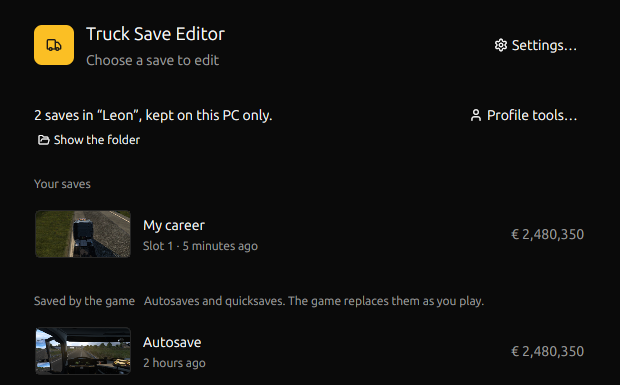 Truck Save Editor
Choose a save to edit
Settings...
2 saves in “Leon”, kept on this PC only.
Profile tools...
Show the folder
Your saves
My career
Slot 1 · 5 minutes ago
€ 2,480,350
Saved by the game Autosaves and quicksaves. The game replaces them as you play.
Autosave
2 hours ago
€ 2,480,350